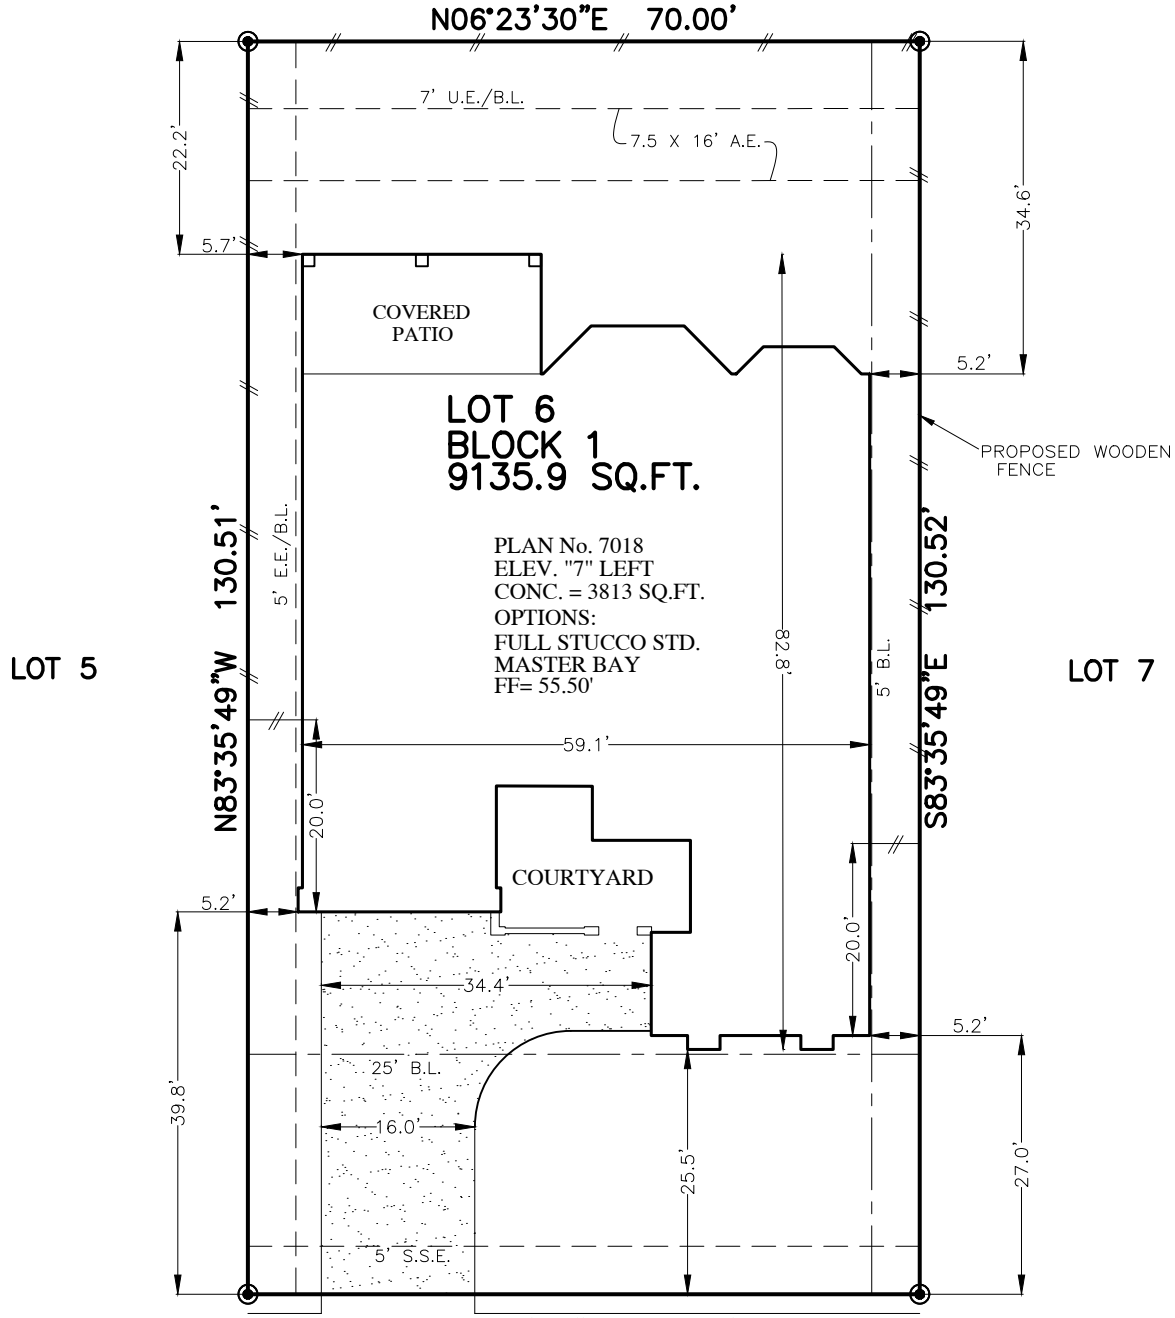 N06°23'30"E 70.00'
7' U.E./B.L.
7.5 X 16' A.E.
22.2'
34.6'
5.7'
COVERED
PATIO
5.2'
LOT 6
BLOCK 1
9135.9 SQ.FT.
PROPOSED WOODEN
FENCE
PLAN No. 7018
ELEV. "7" LEFT
CONC. = 3813 SQ.FT.
OPTIONS:
FULL STUCCO STD.
MASTER BAY
FF= 55.50'
N83°35'49"W 130.51'
5' E.E./B.L.
82.8'
5' B.L.
S83°35'49"E 130.52'
LOT 5
LOT 7
59.1'
20.0'
COURTYARD
5.2'
20.0'
34.4'
5.2'
25' B.L.
39.8'
16.0'
25.5'
27.0'
5' S.S.E.